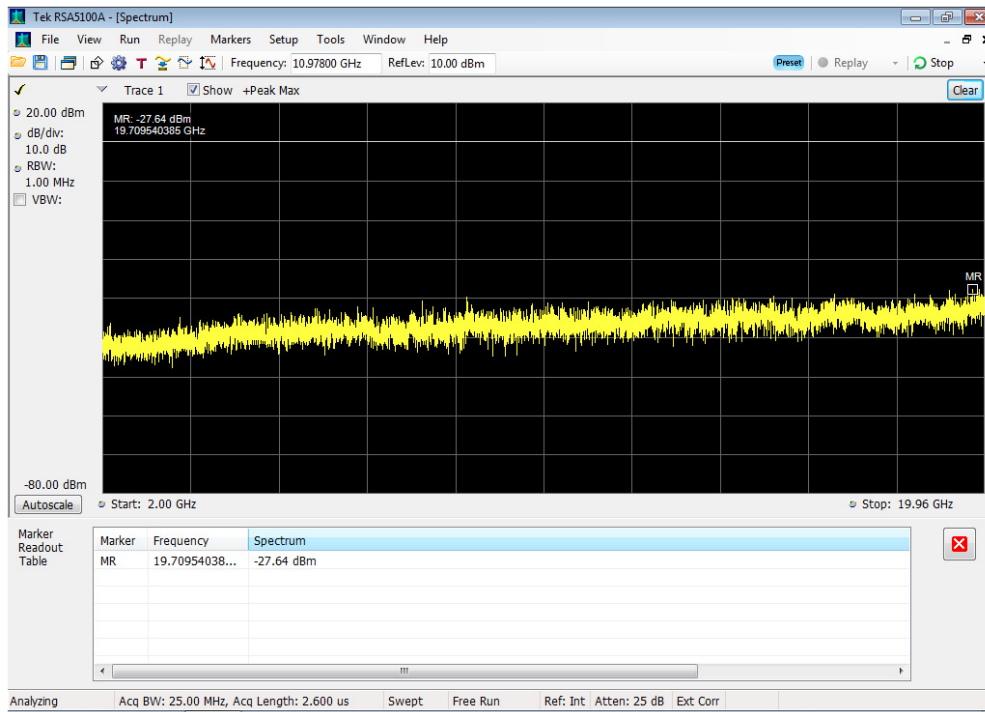 Tek RSA5100A - [Spectrum]
File View Run Replay Markers Setup Tools Window Help
Frequency: 10.97800 GHz RefLev: 10.00 dBm Preset Replay Stop
Trace 1 Show +Peak Max Clear
20.00 dBm
dB/div:
10.0 dB
RBW:
1.00 MHz
VBW:
MR: -27.64 dBm
19.709540385 GHz
MR
-80.00 dBm
Autoscale Start: 2.00 GHz Stop: 19.96 GHz
Marker
Readout
Table
Marker Frequency Spectrum
MR 19.70954038... -27.64 dBm
Analyzing Acq BW: 25.00 MHz, Acq Length: 2.600 us Swept Free Run Ref: Int Atten: 25 dB Ext Corr